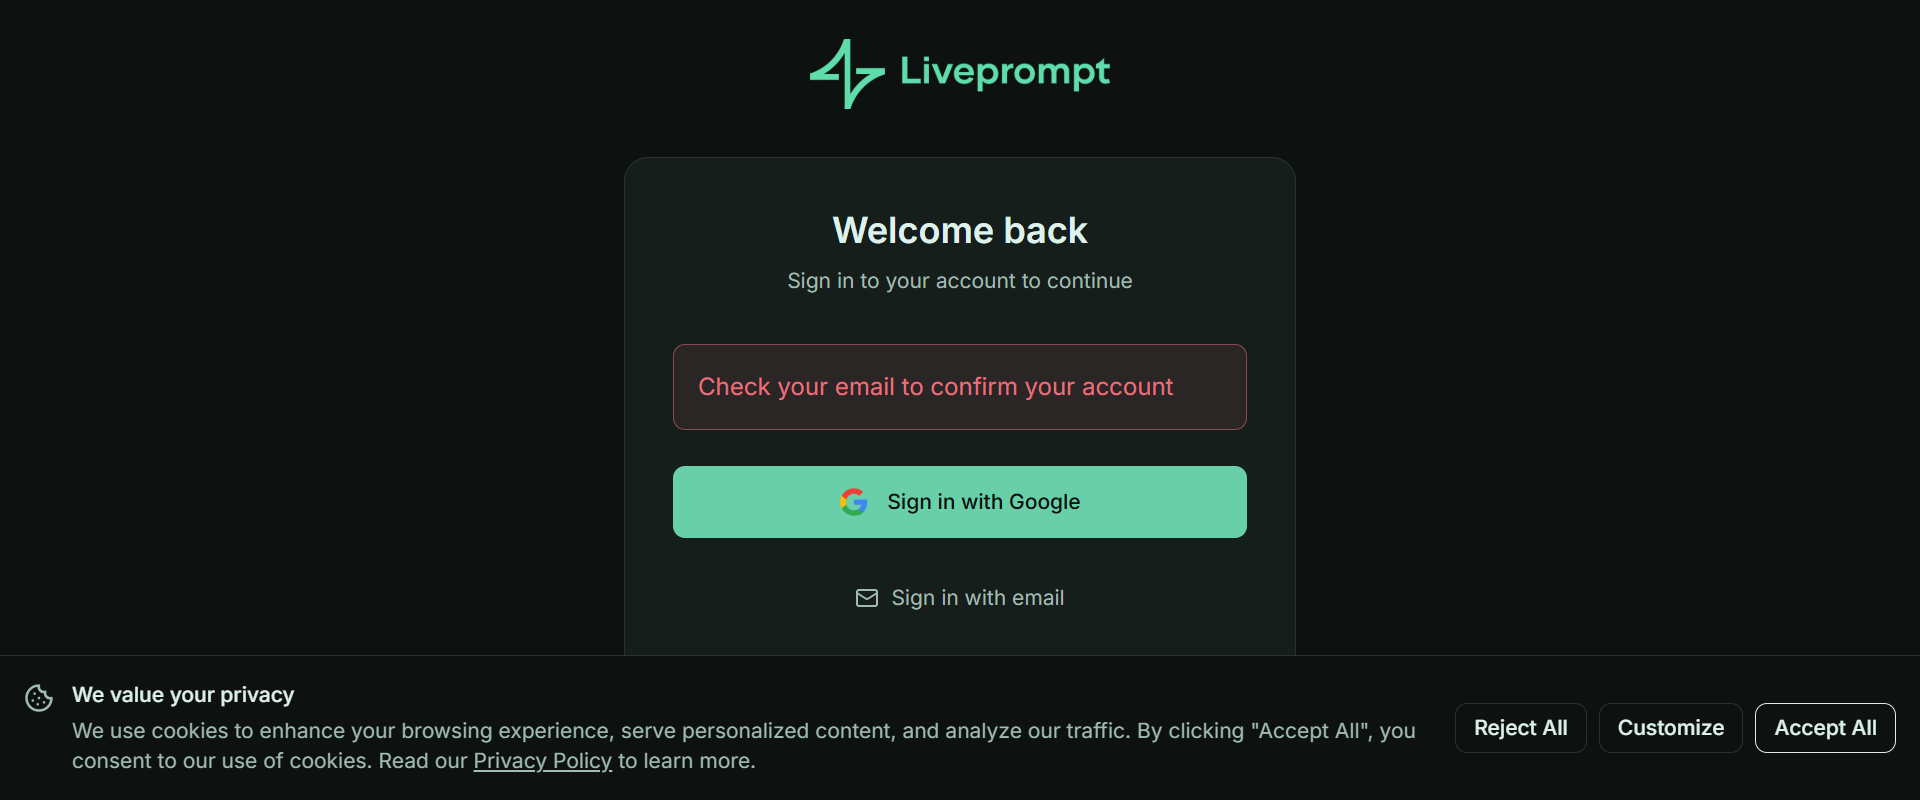 Liveprompt
Welcome back
Sign in to your account to continue
Check your email to confirm your account
Sign in with Google
Sign in with email
We value your privacy
We use cookies to enhance your browsing experience, serve personalized content, and analyze our traffic. By clicking "Accept All", you
consent to our use of cookies. Read our Privacy Policy to learn more.
Reject All
Customize
Accept All